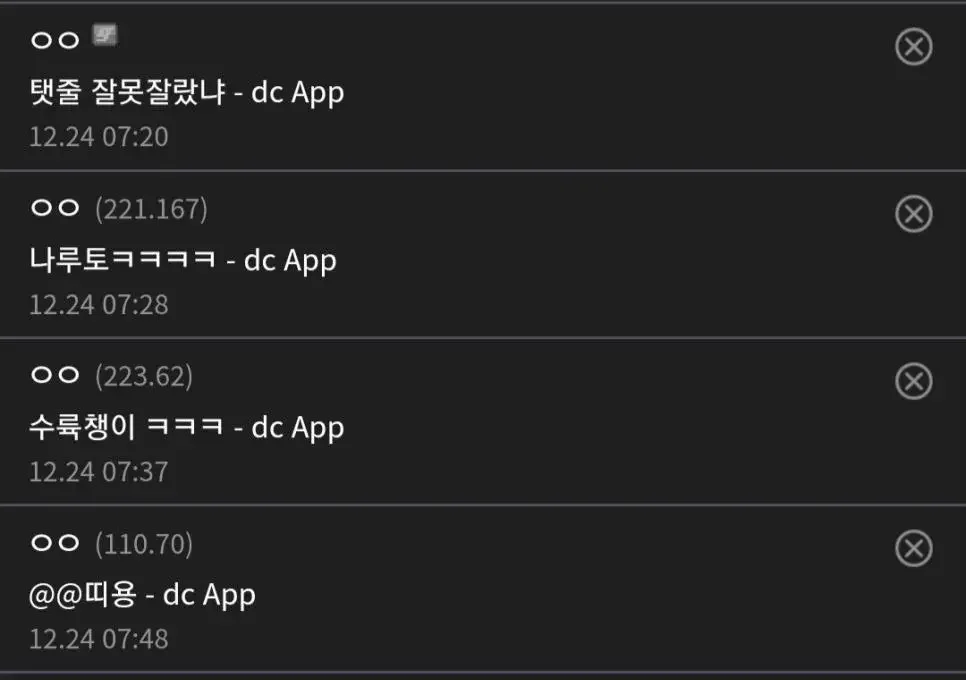 ㅇㅇ
탯줄 잘못잘랐냐 - dc App
12.24 07:20
ㅇㅇ (221.167)
나루토ㅋㅋㅋㅋ - dc App
12.24 07:28
ㅇㅇ (223.62)
수륙챙이 ㅋㅋㅋ - dc App
12.24 07:37
ㅇㅇ (110.70)
@@띠용 - dc App
12.24 07:48